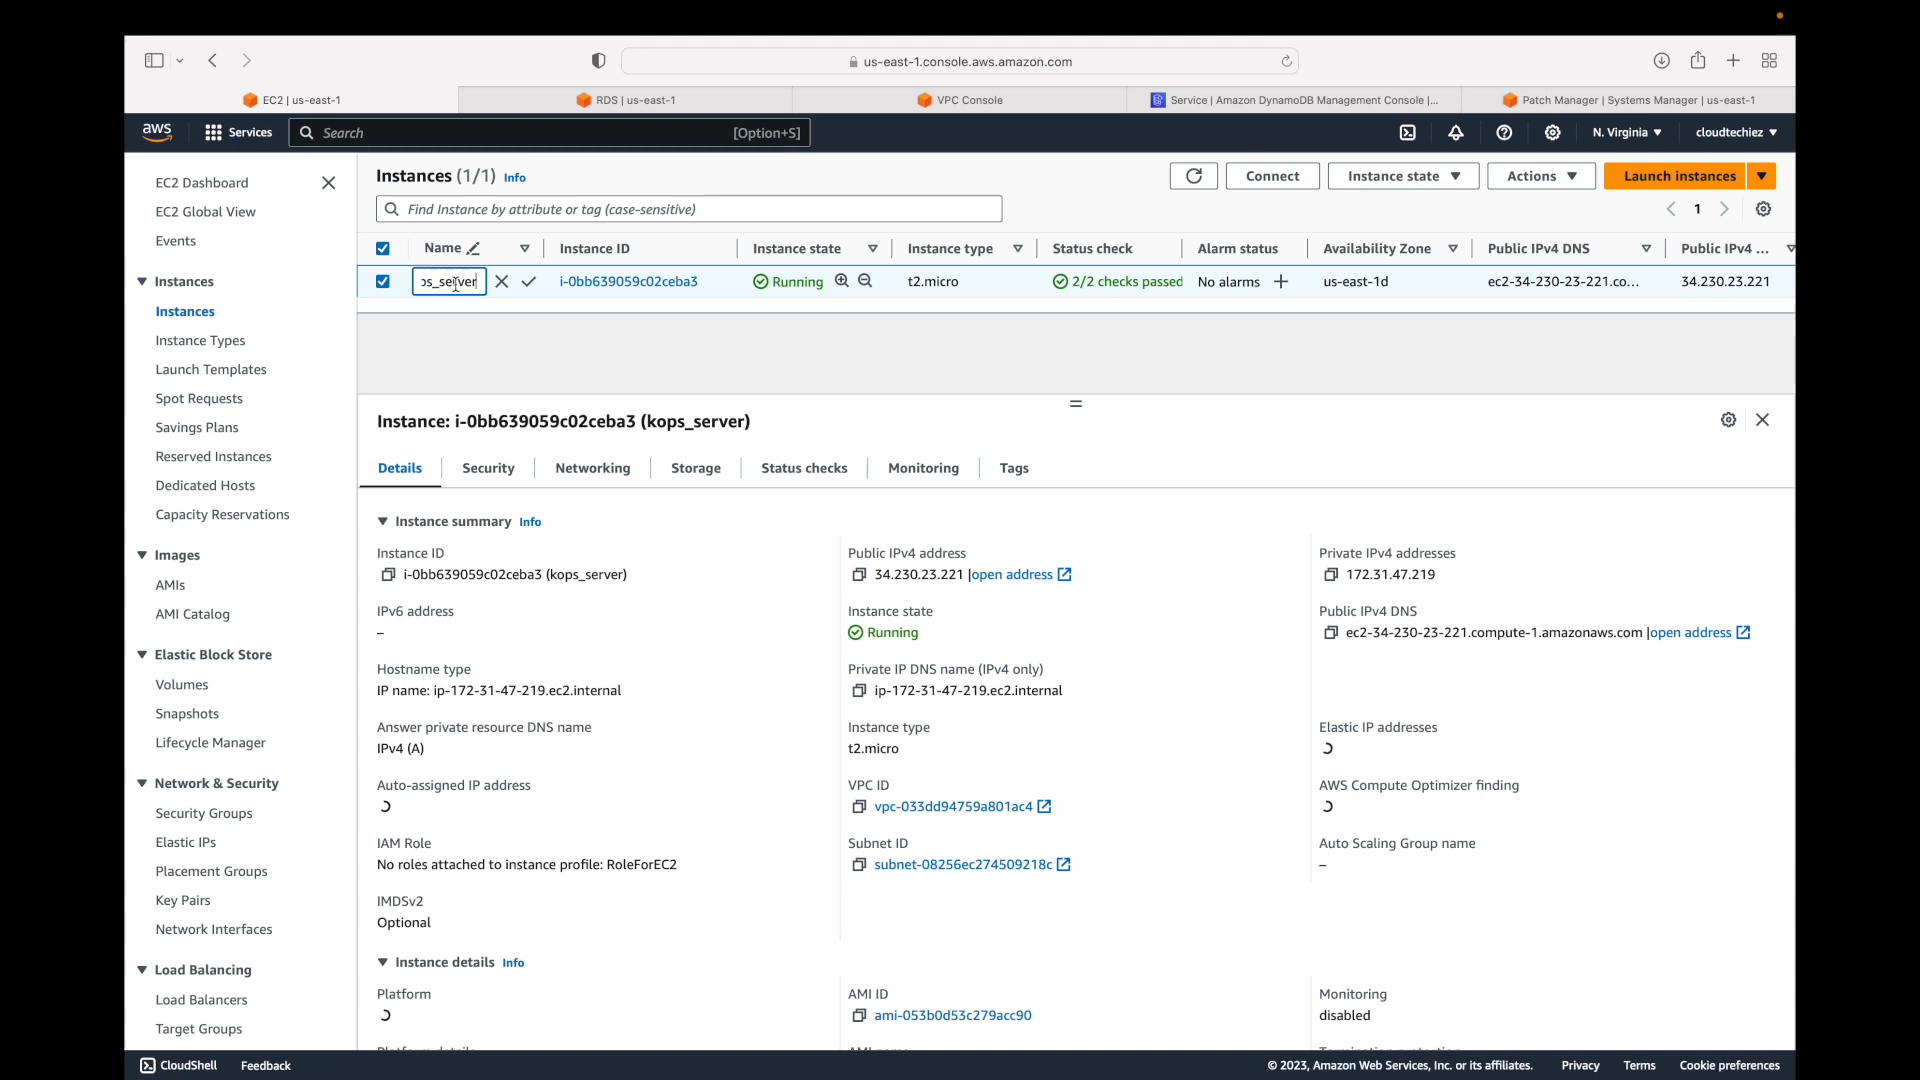 us-east-1.console.aws.amazon.com
EC2 | us-east-1
RDS | us-east-1
VPC Console
Service | Amazon DynamoDB Management Console |...
Patch Manager | Systems Manager | us-east-1
aws
Services
Search
[Option+S]
N. Virginia
cloudtechiez
EC2 Dashboard
EC2 Global View
Events
Instances
Instances
Instance Types
Launch Templates
Spot Requests
Savings Plans
Reserved Instances
Dedicated Hosts
Capacity Reservations
Images
AMIs
AMI Catalog
Elastic Block Store
Volumes
Snapshots
Lifecycle Manager
Network & Security
Security Groups
Elastic IPs
Placement Groups
Key Pairs
Network Interfaces
Load Balancing
Load Balancers
Target Groups
Instances (1/1) Info
Connect
Instance state
Actions
Launch instances
Find Instance by attribute or tag (case-sensitive)
1
Name
Instance ID
Instance state
Instance type
Status check
Alarm status
Availability Zone
Public IPv4 DNS
Public IPv4 ...
ps_server
i-0bb639059c02ceba3
Running
t2.micro
2/2 checks passed
No alarms
us-east-1d
ec2-34-230-23-221.co...
34.230.23.221
Instance: i-0bb639059c02ceba3 (kops_server)
Details
Security
Networking
Storage
Status checks
Monitoring
Tags
Instance summary Info
Instance ID
i-0bb639059c02ceba3 (kops_server)
Public IPv4 address
34.230.23.221 |open address
Private IPv4 addresses
172.31.47.219
IPv6 address
–
Instance state
Running
Public IPv4 DNS
ec2-34-230-23-221.compute-1.amazonaws.com |open address
Hostname type
IP name: ip-172-31-47-219.ec2.internal
Private IP DNS name (IPv4 only)
ip-172-31-47-219.ec2.internal
Answer private resource DNS name
IPv4 (A)
Instance type
t2.micro
Elastic IP addresses
Auto-assigned IP address
VPC ID
vpc-033dd94759a801ac4
AWS Compute Optimizer finding
IAM Role
No roles attached to instance profile: RoleForEC2
Subnet ID
subnet-08256ec274509218c
Auto Scaling Group name
–
IMDSv2
Optional
Instance details Info
Platform
AMI ID
ami-053b0d53c279acc90
Monitoring
disabled
CloudShell
Feedback
© 2023, Amazon Web Services, Inc. or its affiliates.
Privacy
Terms
Cookie preferences